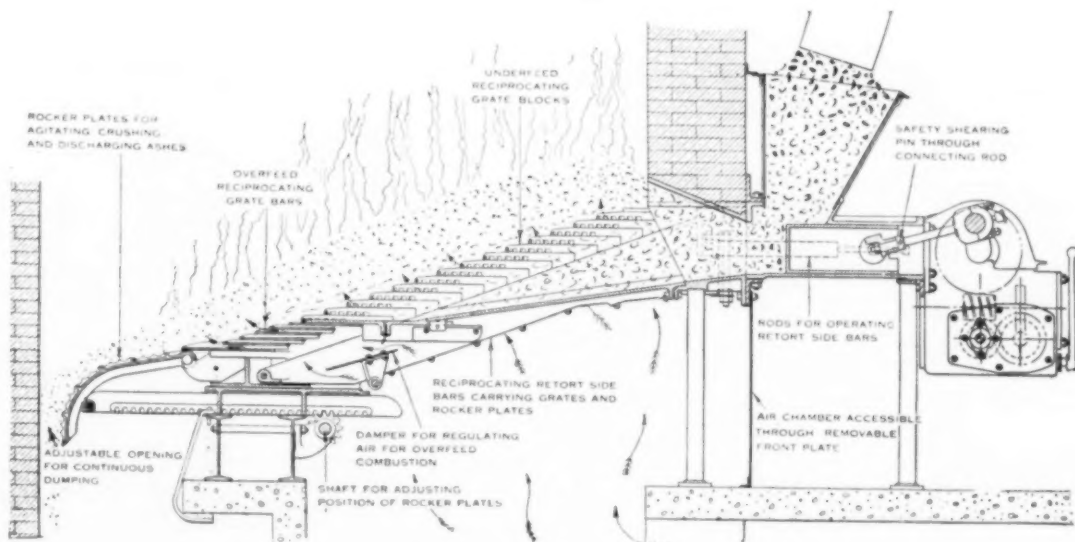 UNDERFEED
RECIPROCATING
GRATE BLOCKS
ROCKER PLATES FOR
AGITATING CRUSHING
AND DISCHARGING ASHES
SAFETY SHEARING
PIN THROUGH
CONNECTING ROD
OVERFEED
RECIPROCATING
GRATE BARS
RODS FOR OPERATING
RETORT SIDE BARS
RECIPROCATING RETORT SIDE
BARS CARRYING GRATES AND
ROCKER PLATES
AIR CHAMBER ACCESSIBLE
THROUGH REMOVABLE
FRONT PLATE
DAMPER FOR REGULATING
AIR FOR OVERFEED
COMBUSTION
ADJUSTABLE OPENING
FOR CONTINUOUS
DUMPING
SHAFT FOR ADJUSTING
POSITION OF ROCKER PLATES